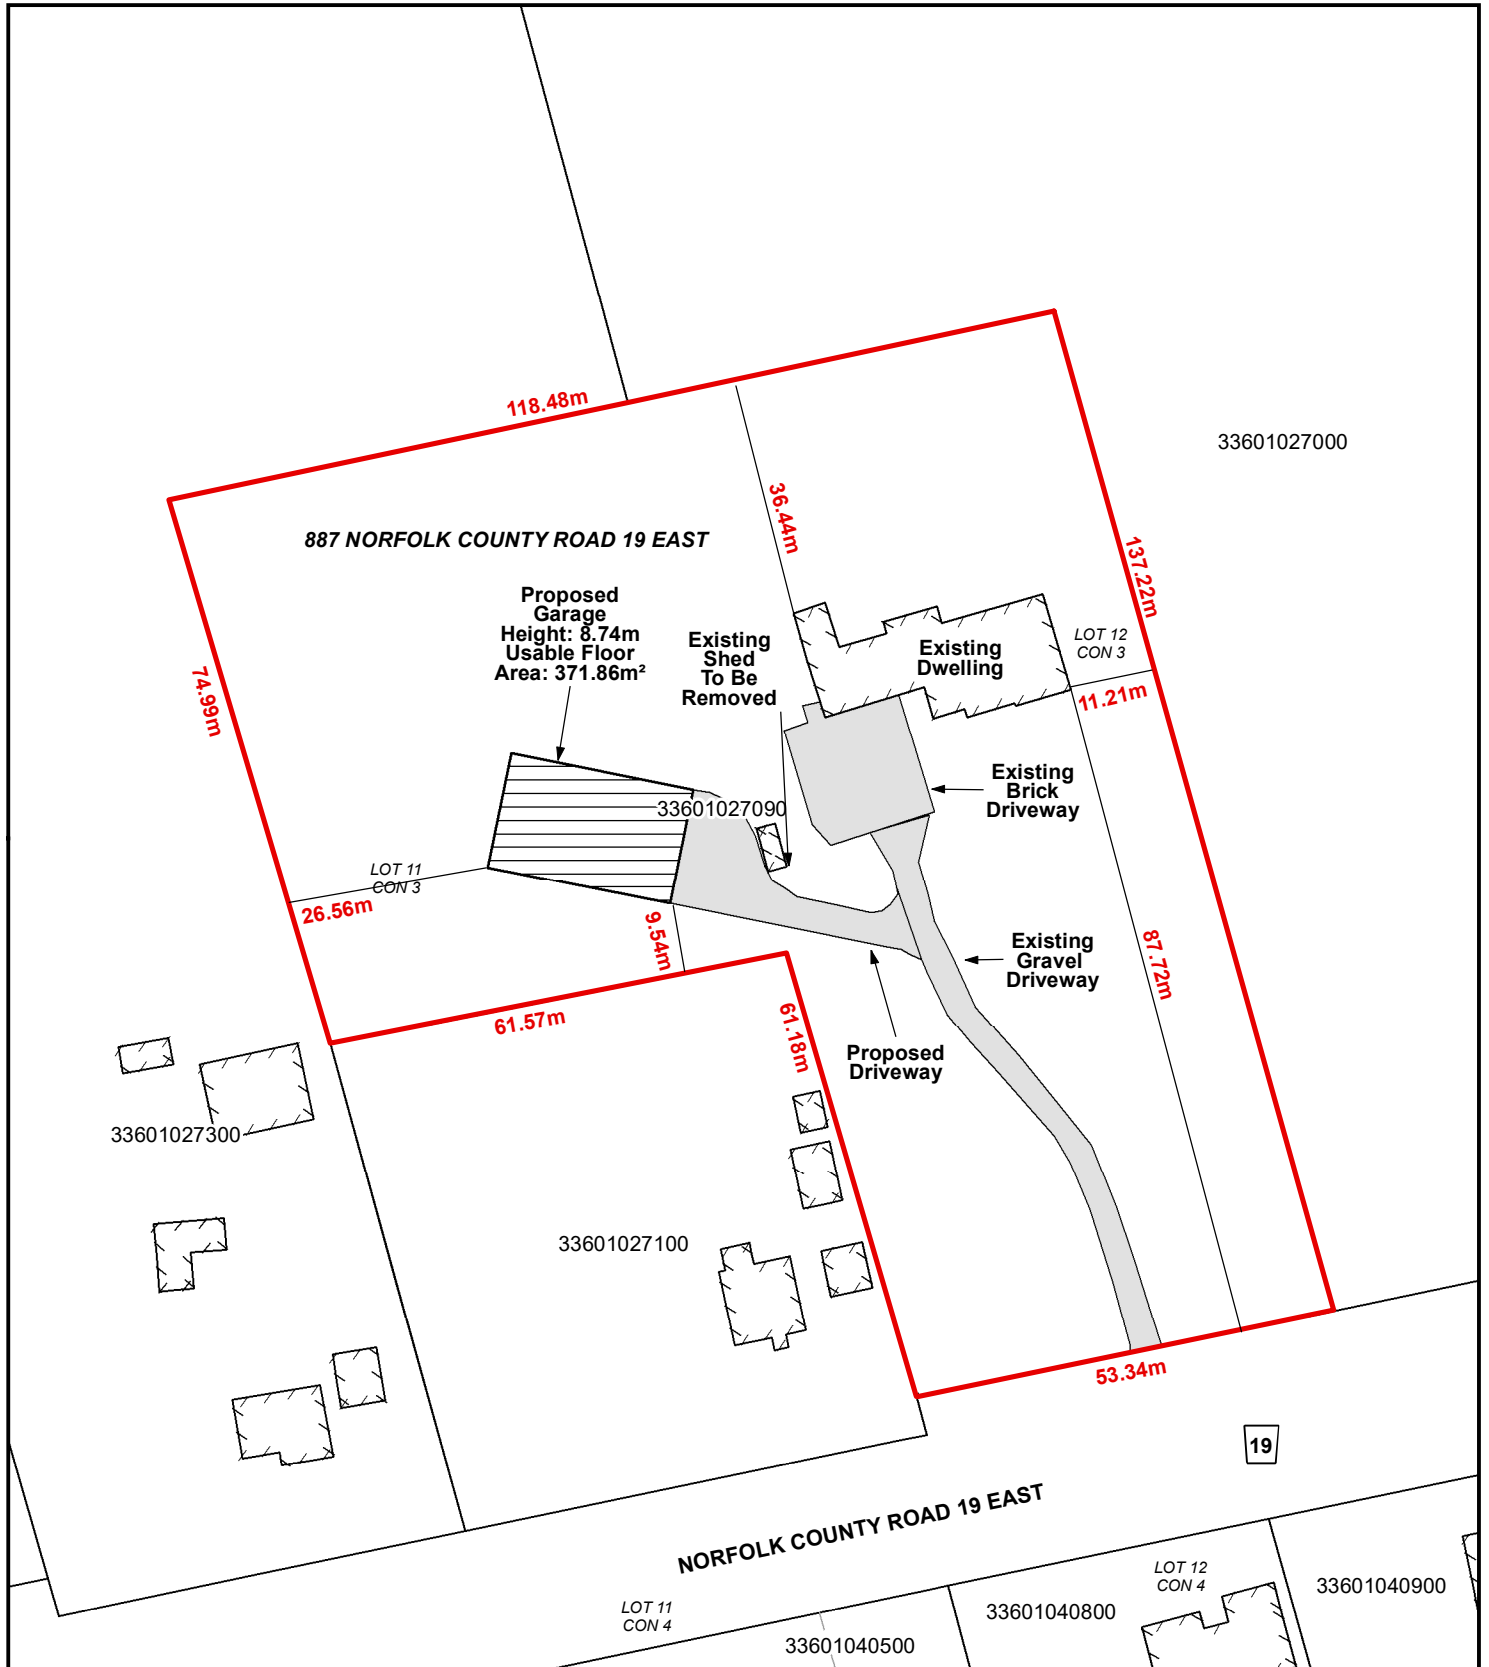 118.48m
33601027000
36.44m
887 NORFOLK COUNTY ROAD 19 EAST
137.22m
Proposed
Garage
Height: 8.74m
Usable Floor
Area: 371.86m²
Existing
Shed
To Be
Removed
Existing
Dwelling
LOT 12
CON 3
74.99m
11.21m
Existing
Brick
Driveway
33601027090
LOT 11
CON 3
26.56m
9.54m
Existing
Gravel
Driveway
87.72m
61.57m
61.18m
Proposed
Driveway
33601027300
33601027100
53.34m
19
NORFOLK COUNTY ROAD 19 EAST
LOT 12
CON 4
33601040900
LOT 11
CON 4
33601040800
33601040500